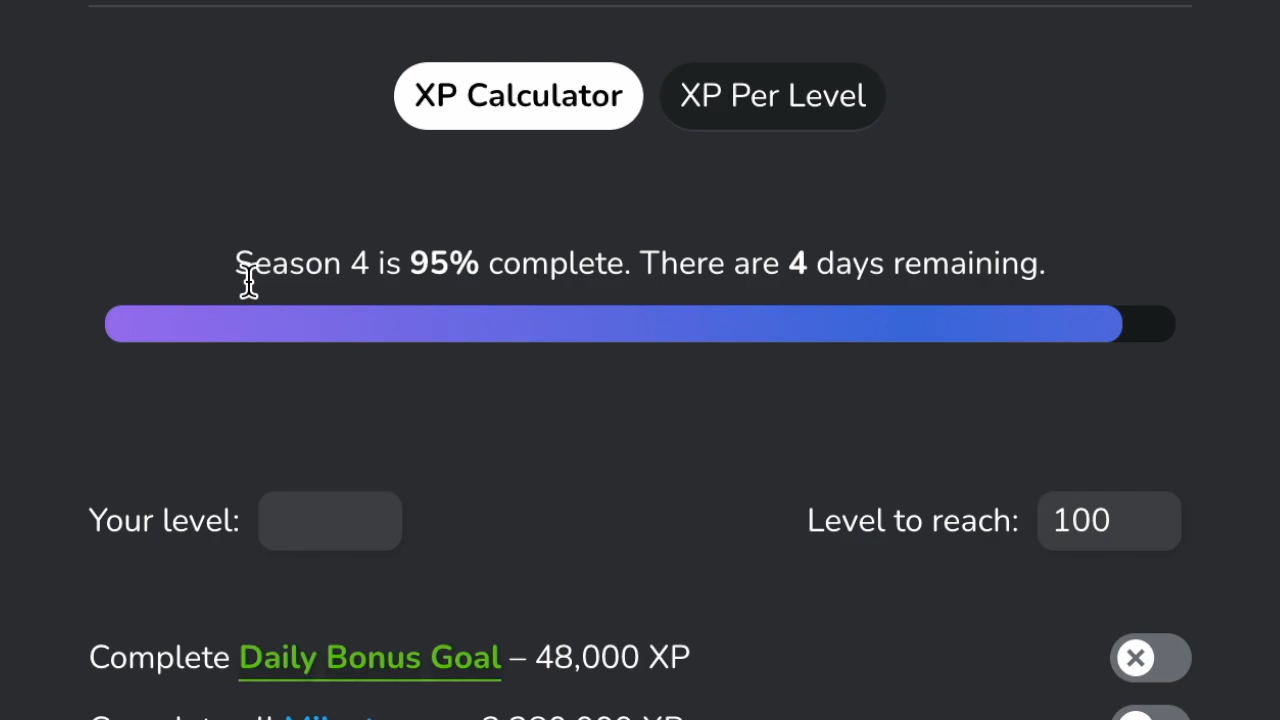 XP Calculator
XP Per Level
Season 4 is 95% complete. There are 4 days remaining.
Your level:
Level to reach: 100
Complete Daily Bonus Goal – 48,000 XP